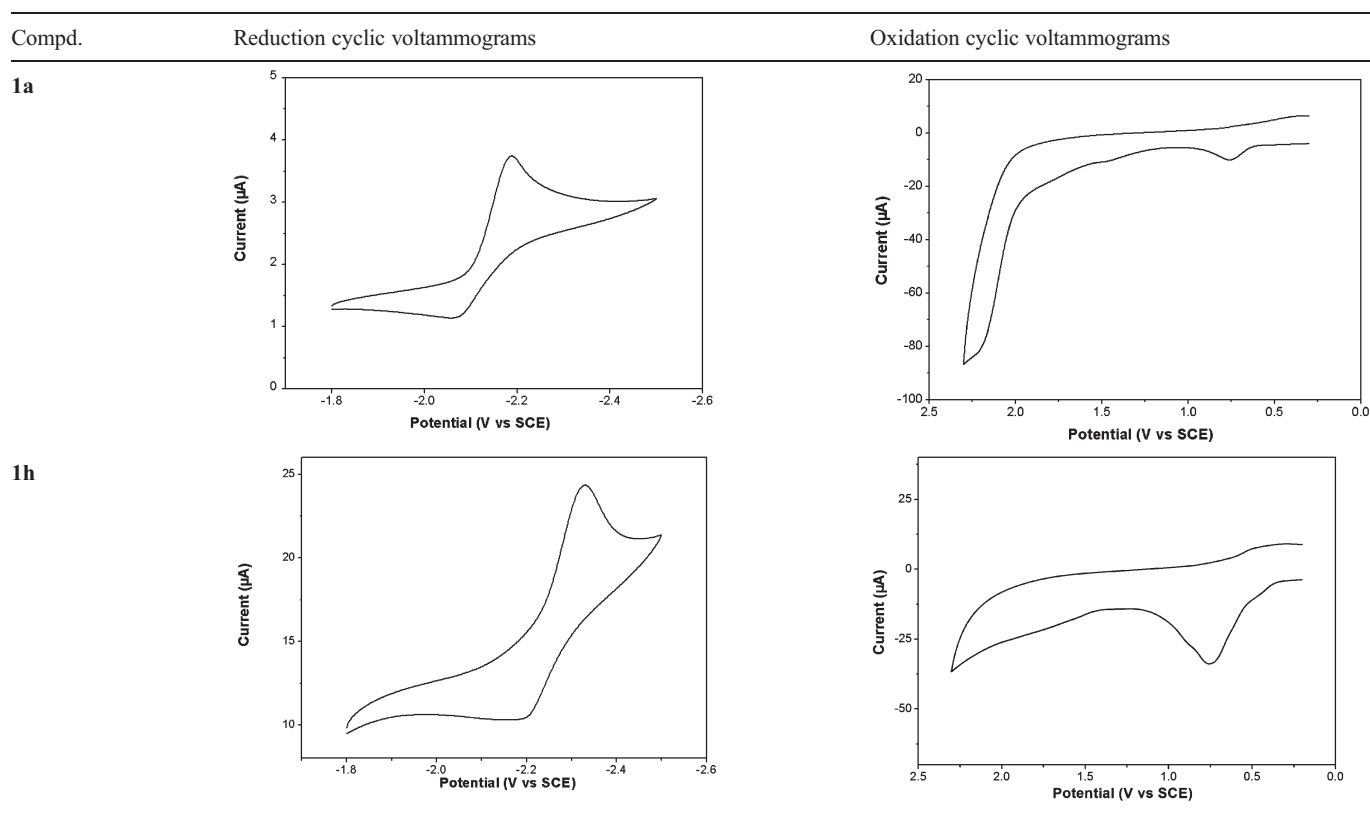 Compd. Reduction cyclic voltammograms Oxidation cyclic voltammograms
1a
5
4
3
2
1
0
Current (µA)
-1.8 -2.0 -2.2 -2.4 -2.6
Potential (V vs SCE)
20
0
-20
-40
-60
-80
-100
Current (µA)
2.5 2.0 1.5 1.0 0.5 0.0
Potential (V vs SCE)
1h
25
20
15
10
Current (µA)
-1.8 -2.0 -2.2 -2.4 -2.6
Potential (V vs SCE)
25
0
-25
-50
Current (µA)
2.5 2.0 1.5 1.0 0.5 0.0
Potential (V vs SCE)